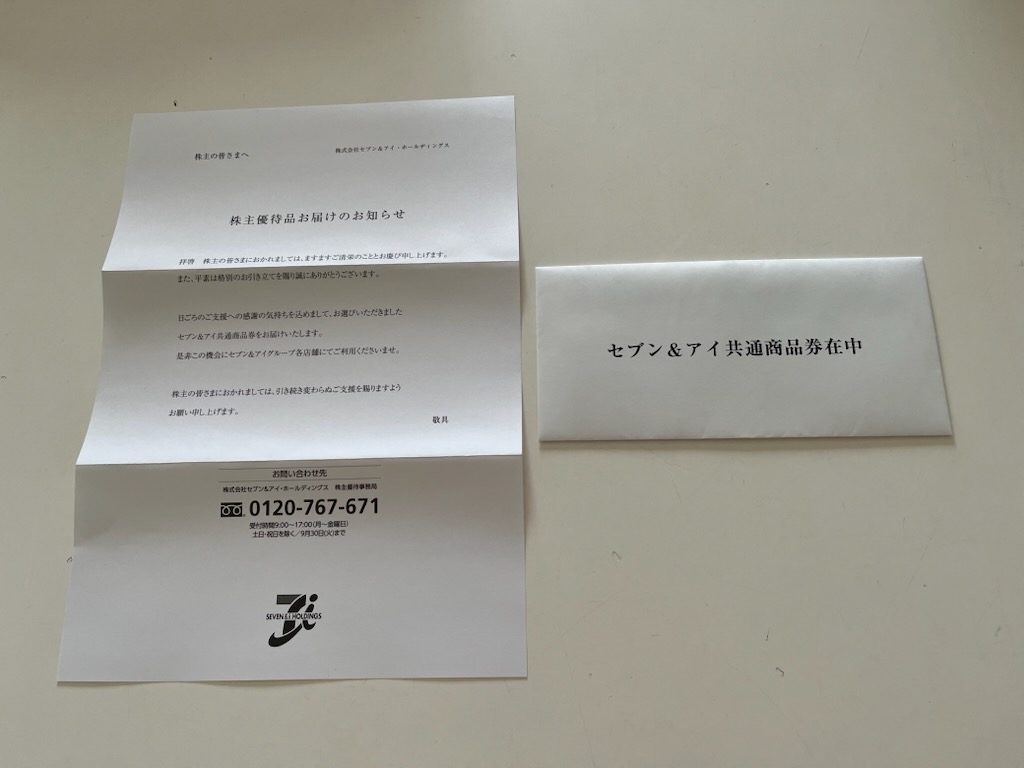 株主の皆さまへ
株式会社セブン&アイ・ホールディングス
株主優待品お届けのお知らせ
拝啓　株主の皆さまにおかれましては、ますますご清栄のこととお慶び申し上げます。
また、平素は格別のお引き立てを賜り誠にありがとうございます。
日ごろのご支援への感謝の気持ちを込めまして、お選びいただきました
セブン&アイ共通商品券をお届けいたします。
是非この機会にセブン&アイグループ各店舗にてご利用くださいませ。
株主の皆さまにおかれましては、引き続き変わらぬご支援を賜りますよう
お願い申し上げます。
敬具
お問い合わせ先
株式会社セブン&アイ・ホールディングス　株主優待事務局
0120-767-671
受付時間9:00〜17:00(月〜金曜日)
土日・祝日を除く/9月30日(火)まで
SEVEN & i HOLDINGS
セブン&アイ共通商品券在中